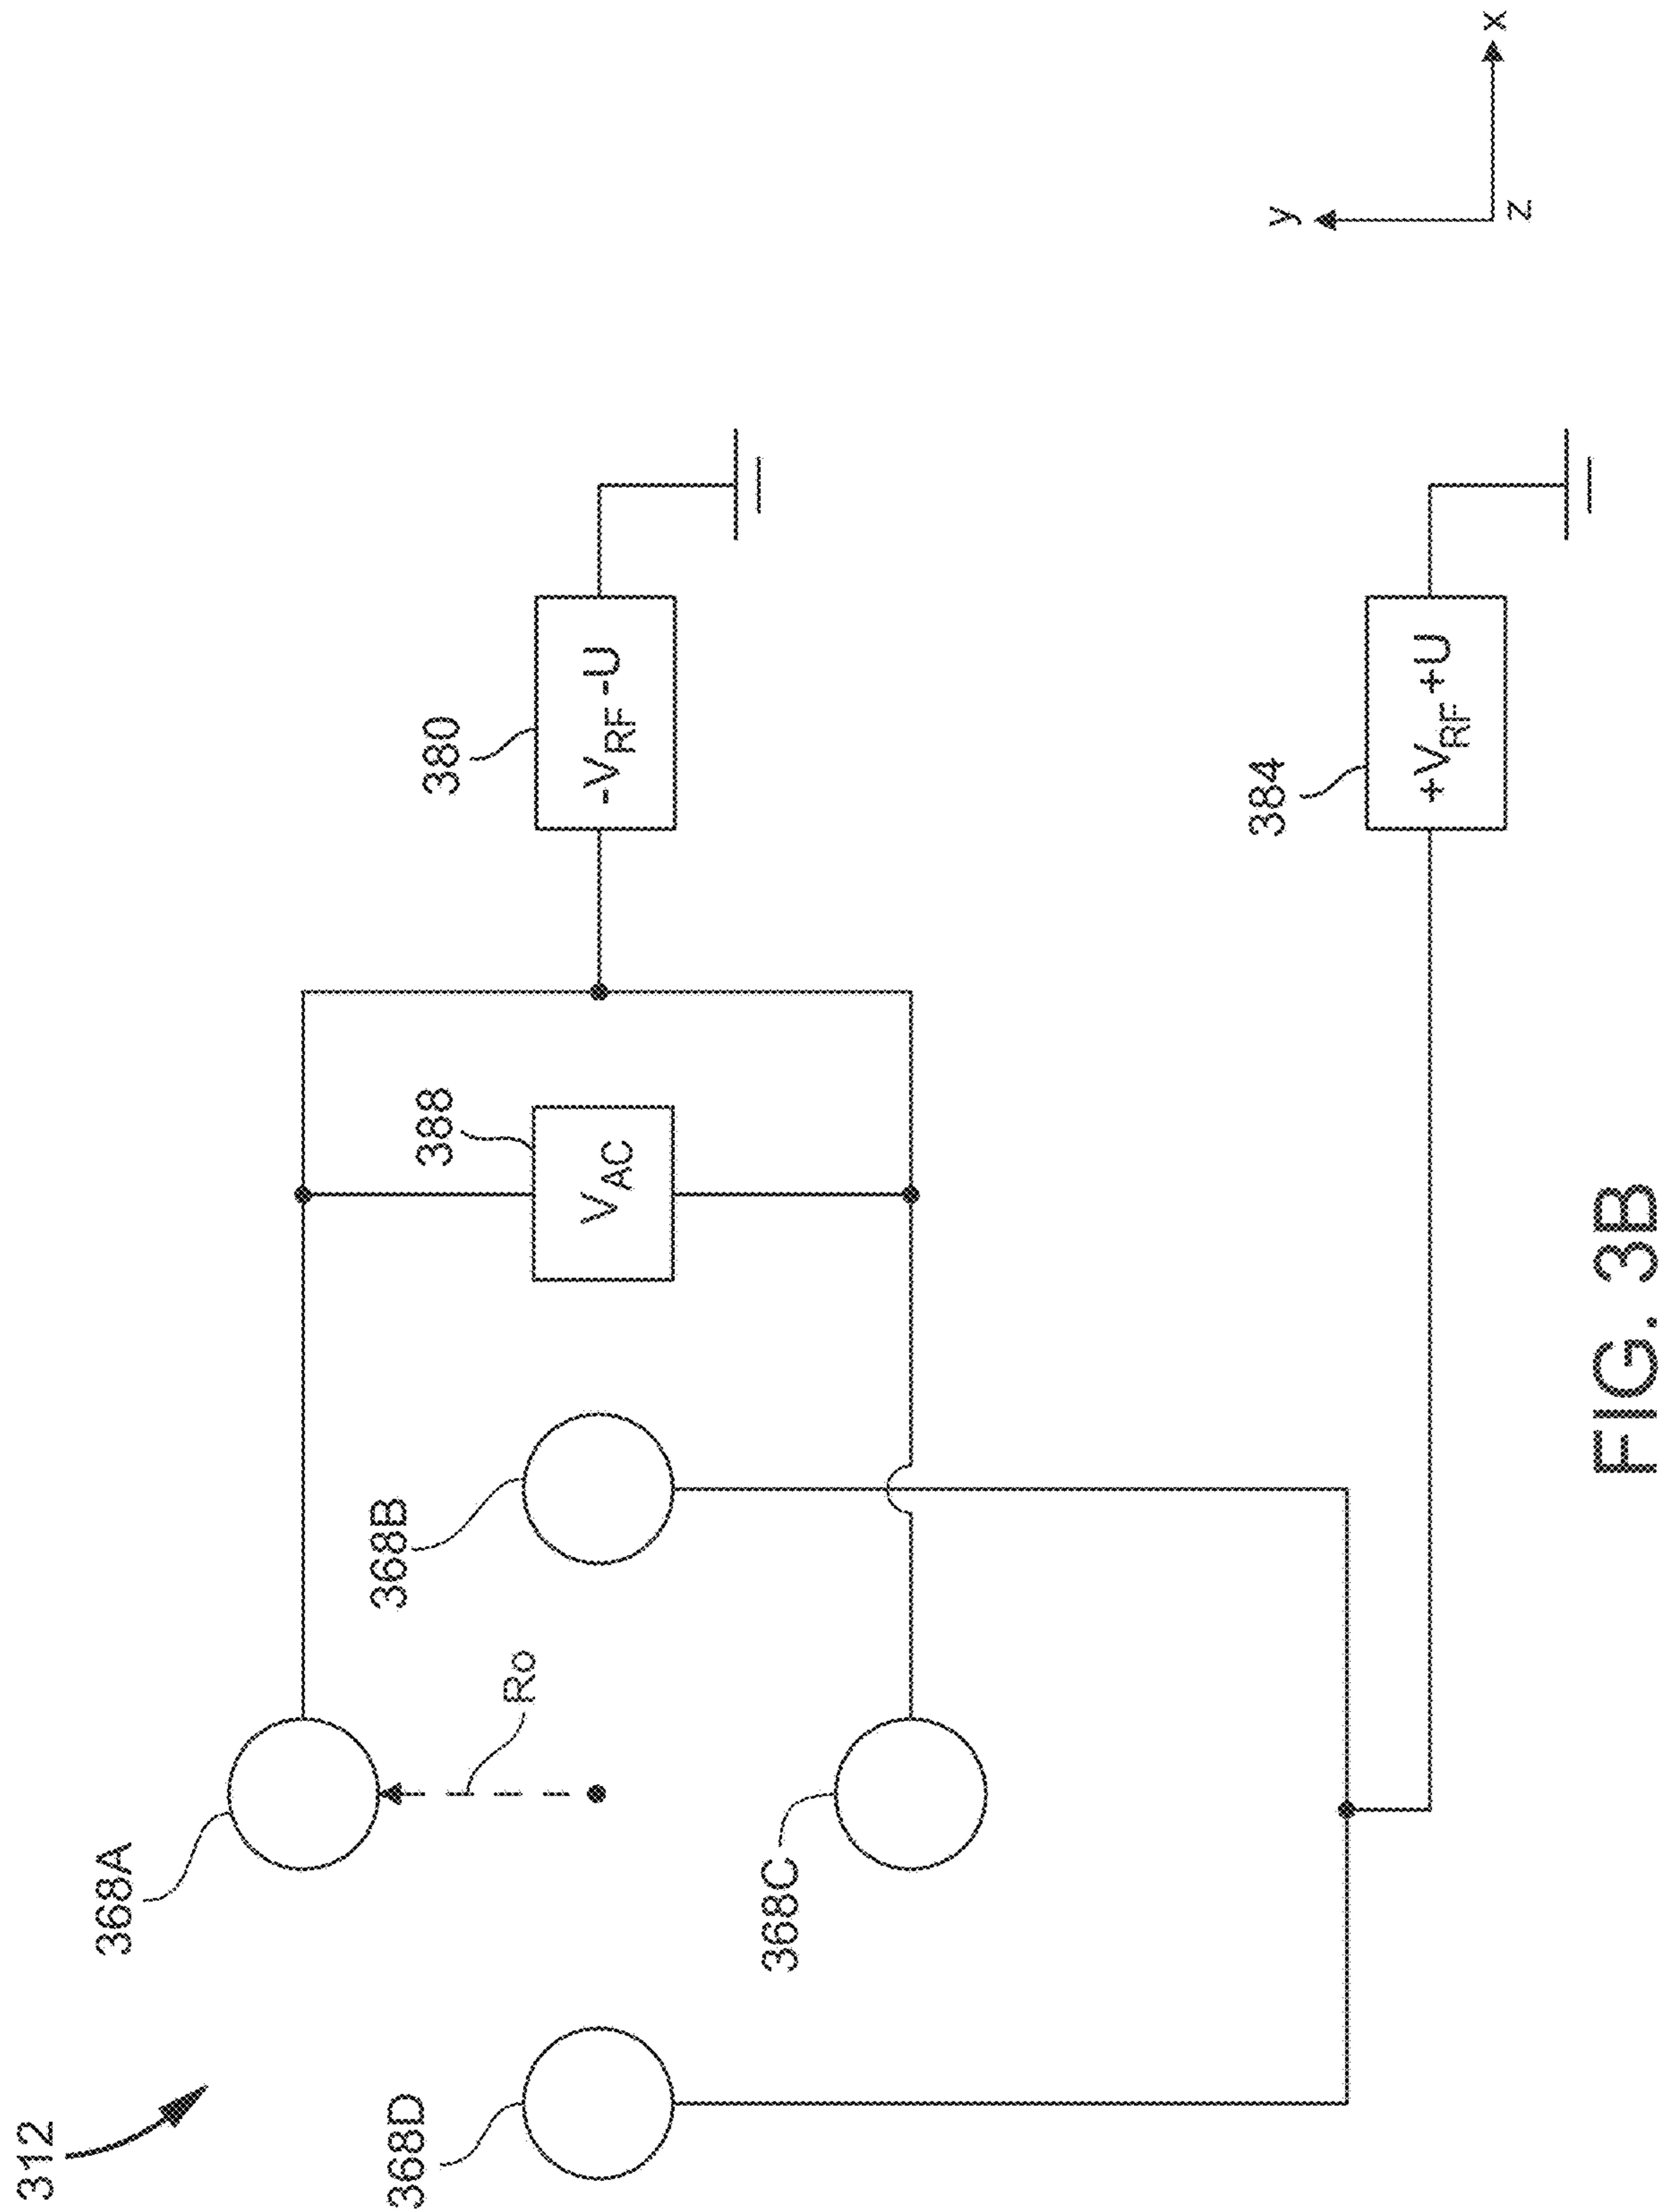 312
368A
368B
368C
368D
Ro
388
VAC
380
-VRF -U
384
+VRF +U
y
x
z
FIG. 3B